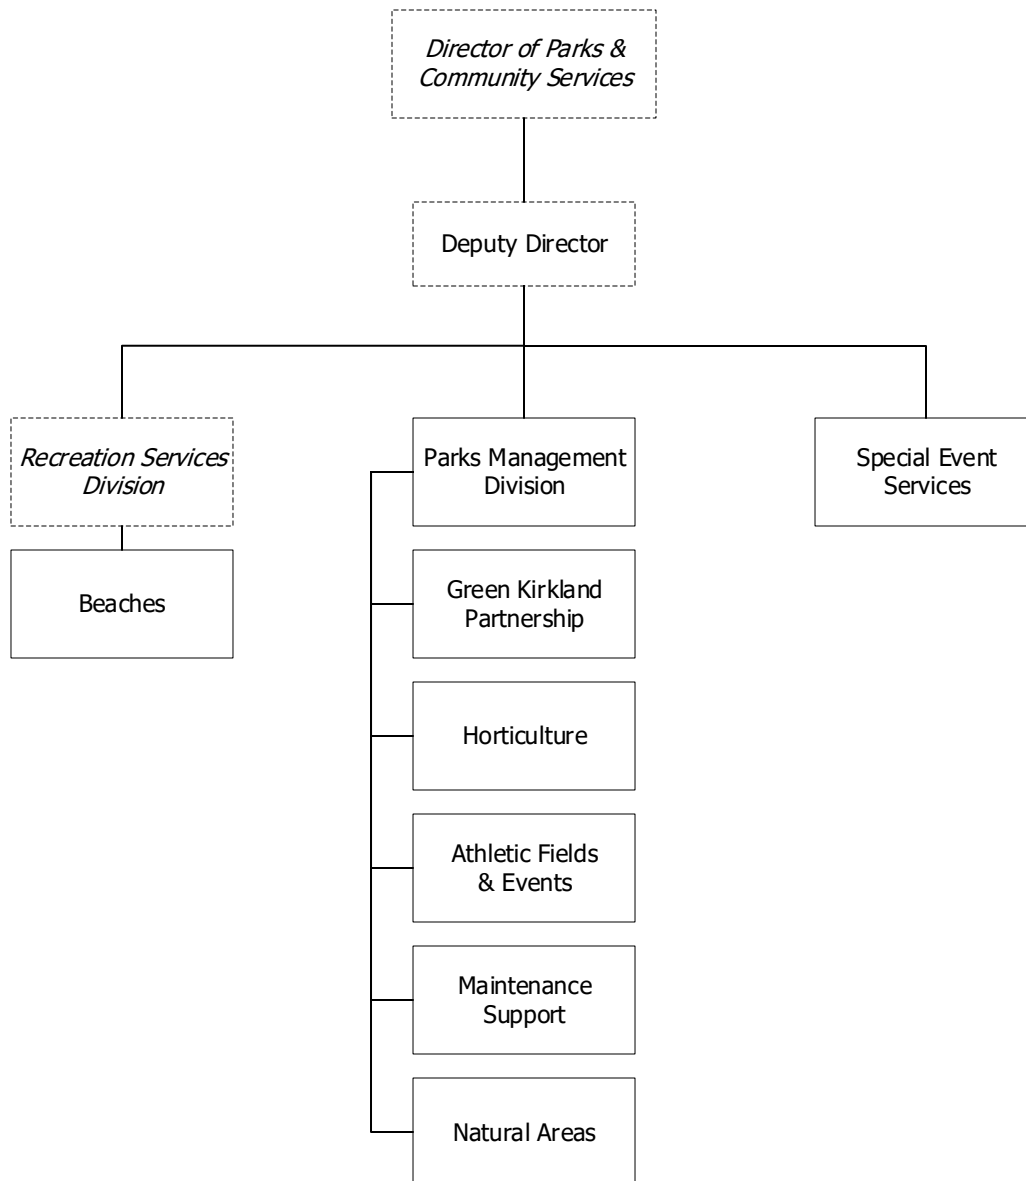 Director of Parks &
Community Services
Deputy Director
Recreation Services
Division
Parks Management
Division
Special Event
Services
Beaches
Green Kirkland
Partnership
Horticulture
Athletic Fields
& Events
Maintenance
Support
Natural Areas